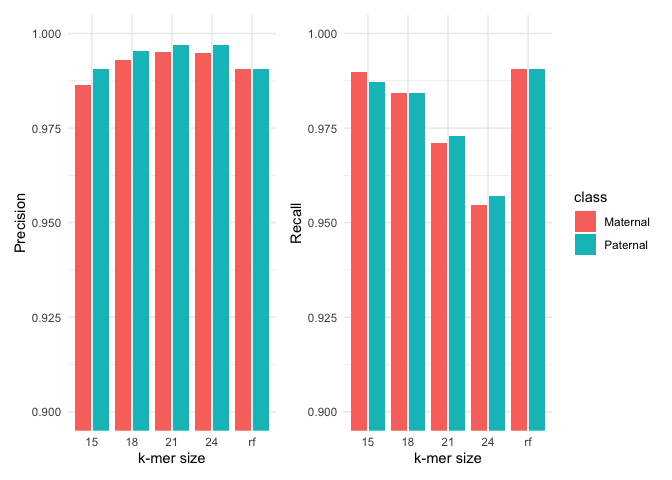 1.000
0.975
0.950
0.925
0.900
Precision
15 18 21 24 rf
k-mer size
1.000
0.975
0.950
0.925
0.900
Recall
15 18 21 24 rf
k-mer size
class
Maternal
Paternal